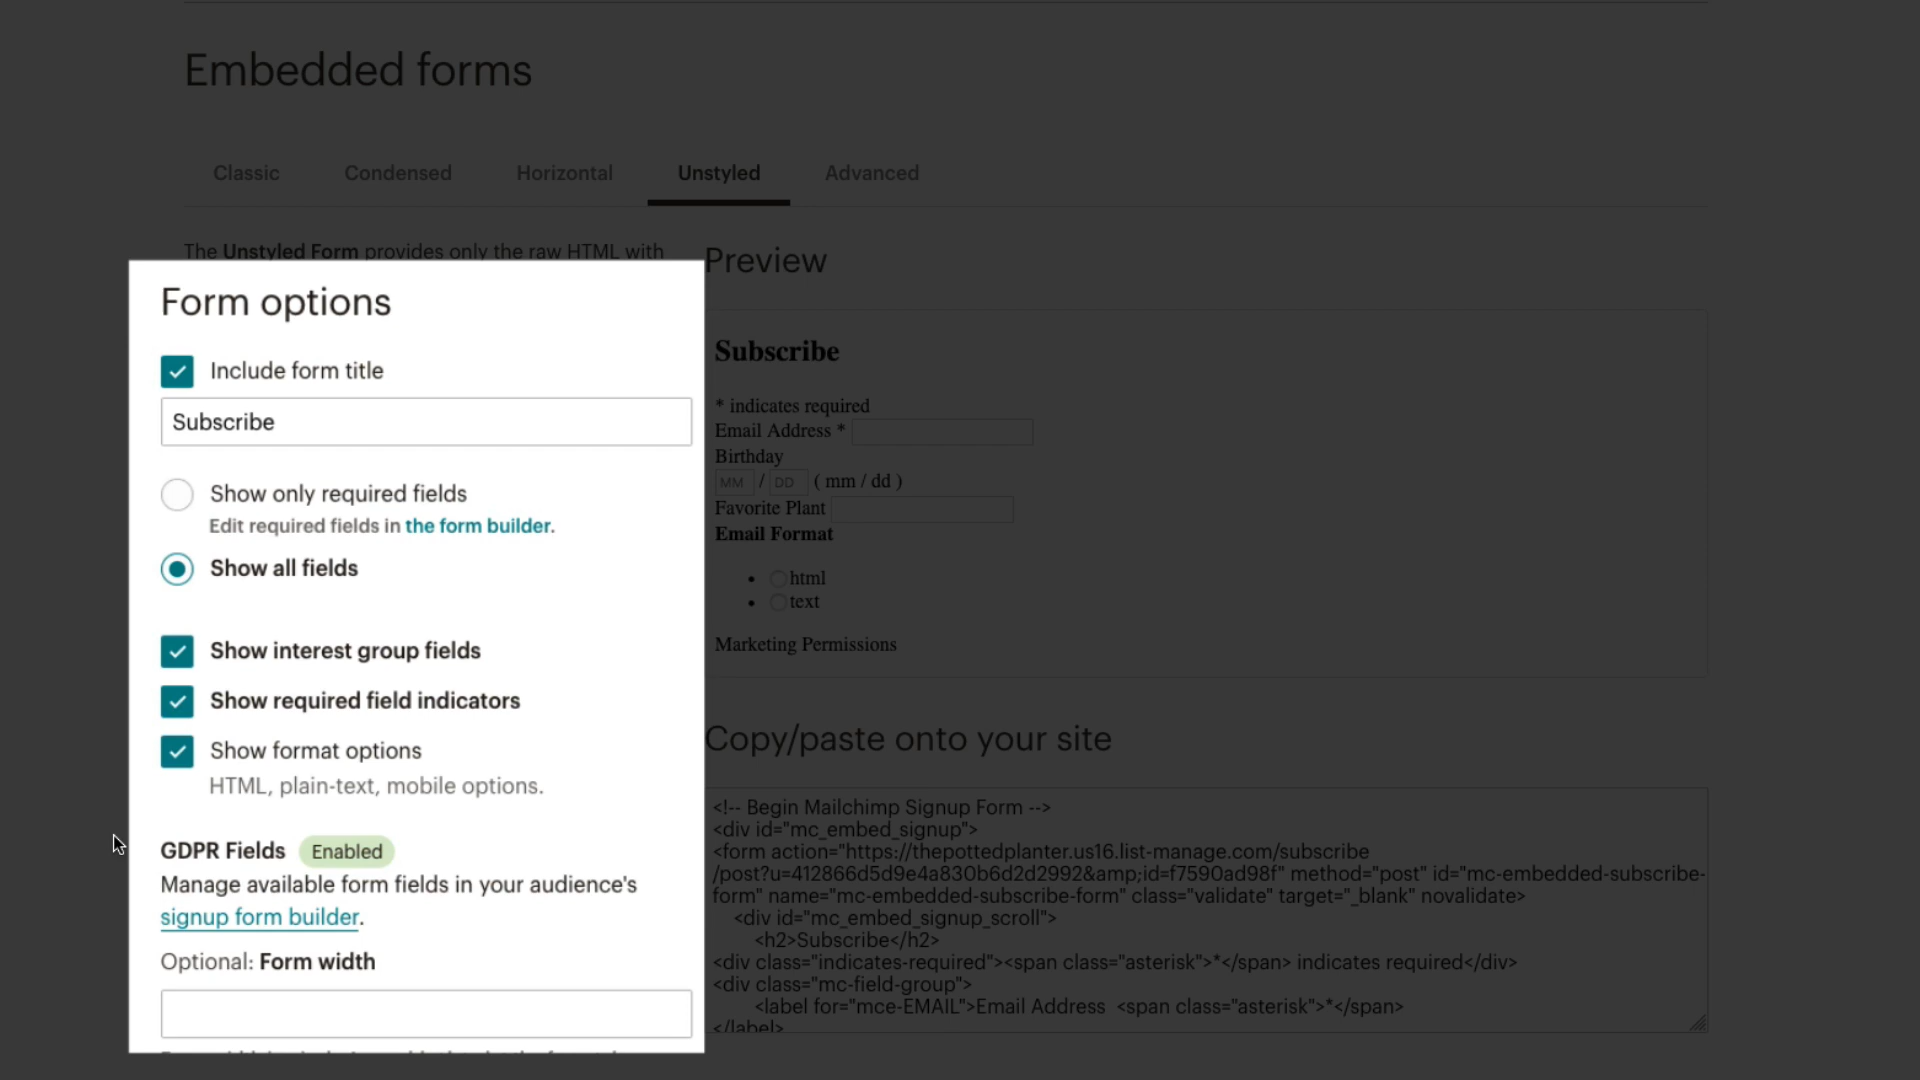 Embedded forms
Classic
Condensed
Horizontal
Unstyled
Advanced
The Unstyled Form provides only the raw HTML with
Form options
Include form title
Subscribe
Show only required fields
Edit required fields in the form builder.
Show all fields
Show interest group fields
Show required field indicators
Show format options
HTML, plain-text, mobile options.
GDPR Fields Enabled
Manage available form fields in your audience's
signup form builder.
Optional: Form width
Preview
Subscribe
* indicates required
Email Address *
Birthday
MM / DD ( mm / dd )
Favorite Plant
Email Format
• html
• text
Marketing Permissions
Copy/paste onto your site
<!-- Begin Mailchimp Signup Form -->
<div id="mc_embed_signup">
<form action="https://thepottedplanter.us16.list-manage.com/subscribe
/post?u=412866d5d9e4a830b6d2d2992&amp;id=f7590ad98f" method="post" id="mc-embedded-subscribe-
form" name="mc-embedded-subscribe-form" class="validate" target="_blank" novalidate>
<div id="mc_embed_signup_scroll">
<h2>Subscribe</h2>
<div class="indicates-required"><span class="asterisk">*</span> indicates required</div>
<div class="mc-field-group">
<label for="mce-EMAIL">Email Address <span class="asterisk">*</span>
</label>